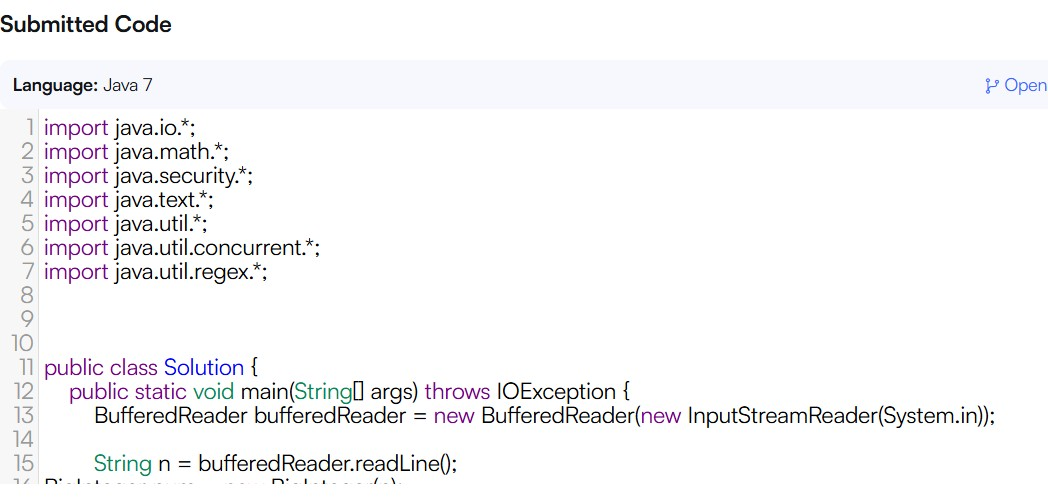 Submitted Code
Language: Java 7
Open
1 import java.io.*;
2 import java.math.*;
3 import java.security.*;
4 import java.text.*;
5 import java.util.*;
6 import java.util.concurrent.*;
7 import java.util.regex.*;
8
9
10
11 public class Solution {
12 public static void main(String[] args) throws IOException {
13 BufferedReader bufferedReader = new BufferedReader(new InputStreamReader(System.in));
14
15 String n = bufferedReader.readLine();